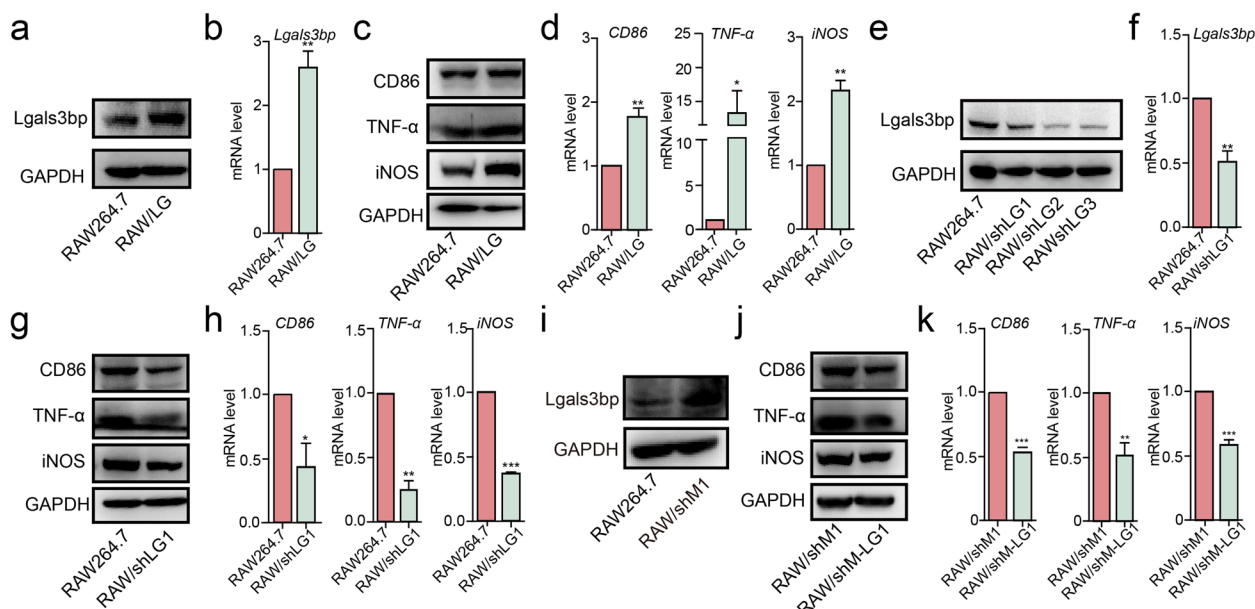 a
Lgals3bp
GAPDH
RAW264.7
RAW/LG
b
Lgals3bp
mRNA level
3
2
1
0
**
RAW264.7
RAW/LG
c
CD86
TNF-α
iNOS
GAPDH
RAW264.7
RAW/LG
d
CD86
mRNA level
3
2
1
0
**
RAW264.7
RAW/LG
TNF-α
mRNA level
25
20
15
10
5
0
*
RAW264.7
RAW/LG
iNOS
mRNA level
3
2
1
0
**
RAW264.7
RAW/LG
e
Lgals3bp
GAPDH
RAW264.7
RAW/shLG1
RAW/shLG2
RAW/shLG3
f
Lgals3bp
mRNA level
1.5
1.0
0.5
0.0
**
RAW264.7
RAWshLG1
g
CD86
TNF-α
iNOS
GAPDH
RAW264.7
RAW/shLG1
h
CD86
mRNA level
1.5
1.0
0.5
0.0
*
RAW264.7
RAW/shLG1
TNF-α
mRNA level
1.5
1.0
0.5
0.0
**
RAW264.7
RAW/shLG1
iNOS
mRNA level
1.5
1.0
0.5
0.0
***
RAW264.7
RAW/shLG1
i
Lgals3bp
GAPDH
RAW264.7
RAW/shM1
j
CD86
TNF-α
iNOS
GAPDH
RAW/shM1
RAW/shM-LG1
k
CD86
mRNA level
1.5
1.0
0.5
0.0
***
RAW/shM1
RAW/shM-LG1
TNF-α
mRNA level
1.5
1.0
0.5
0.0
**
RAW/shM1
RAW/shM-LG1
iNOS
mRNA level
1.5
1.0
0.5
0.0
***
RAW/shM1
RAW/shM-LG1